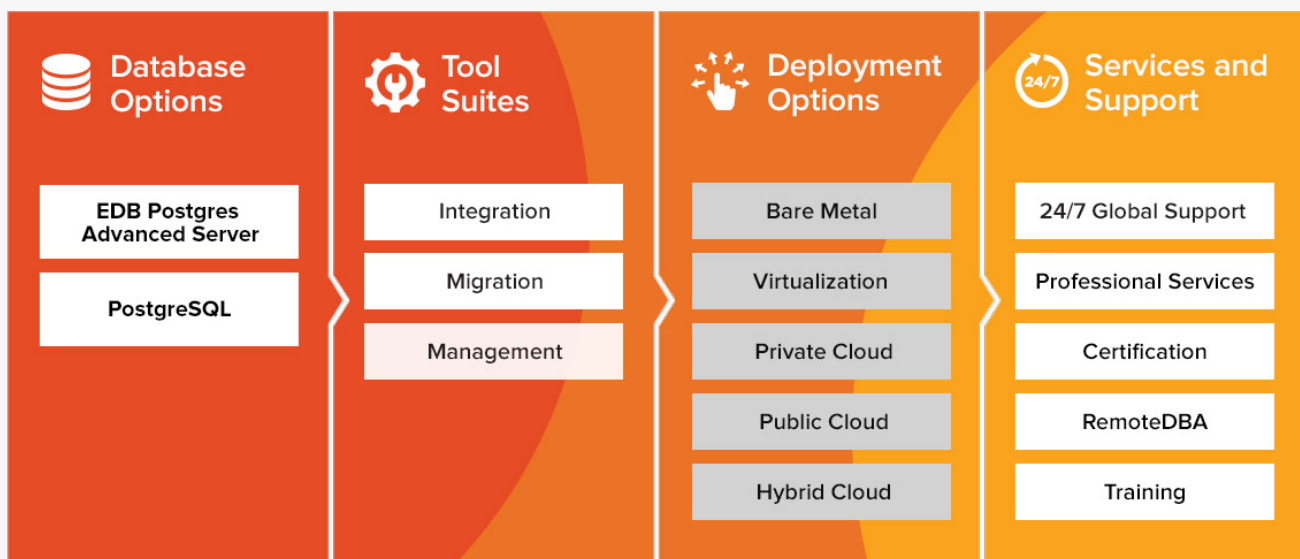 Database
Options
EDB Postgres
Advanced Server
PostgreSQL
Tool
Suites
Integration
Migration
Management
Deployment
Options
Bare Metal
Virtualization
Private Cloud
Public Cloud
Hybrid Cloud
24/7
Services and
Support
24/7 Global Support
Professional Services
Certification
RemoteDBA
Training